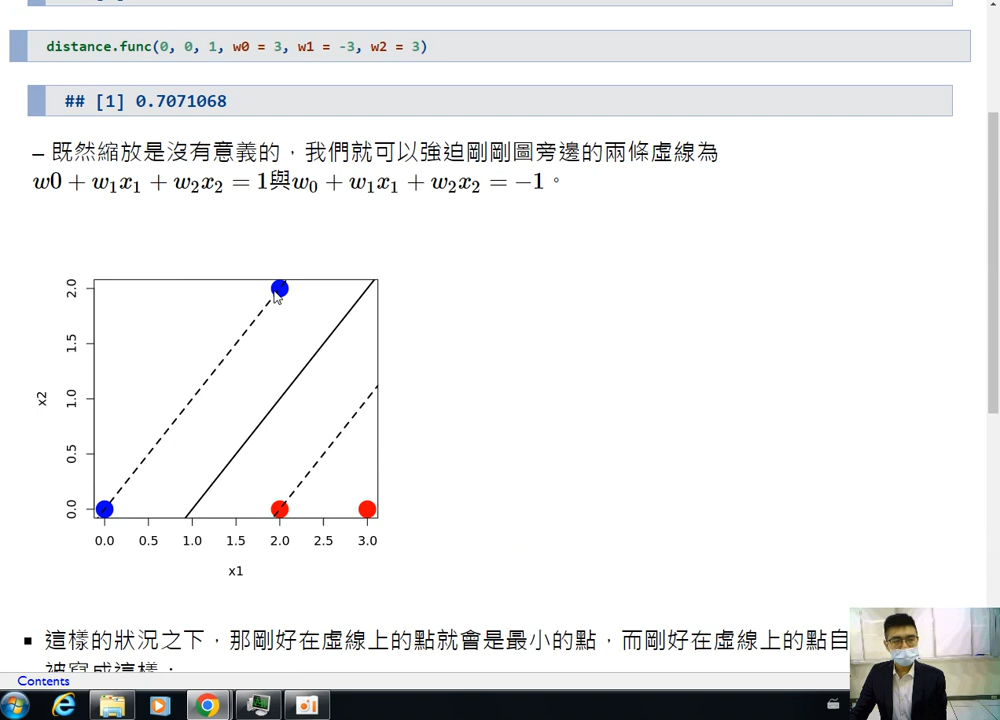 distance.func(0, 0, 1, w0 = 3, w1 = -3, w2 = 3)
## [1] 0.7071068
– 既然縮放是沒有意義的，我們就可以強迫剛剛圖旁邊的兩條虛線為
w0 + w₁x₁ + w₂x₂ = 1與w₀ + w₁x₁ + w₂x₂ = −1。
2.0
1.5
1.0
0.5
0.0
x2
0.0 0.5 1.0 1.5 2.0 2.5 3.0
x1
▪ 這樣的狀況之下，那剛好在虛線上的點就會是最小的點，而剛好在虛線上的點自
被寫成這樣：
Contents